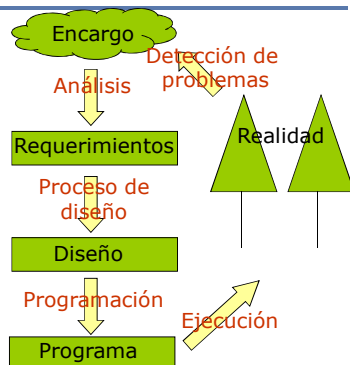 Encargo
Detección de
problemas
Análisis
Realidad
Requerimientos
Proceso de
diseño
Diseño
Programación
Ejecución
Programa